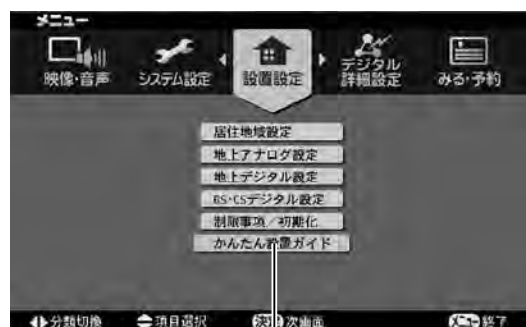 メニュー
映像･音声
システム設定
設置設定
デジタル
詳細設定
みる･予約
居住地域設定
地上アナログ設定
地上デジタル設定
BS･CSデジタル設定
制限事項／初期化
かんたん設置ガイド
分類切換 項目選択 決定 次画面 メニュー 終了